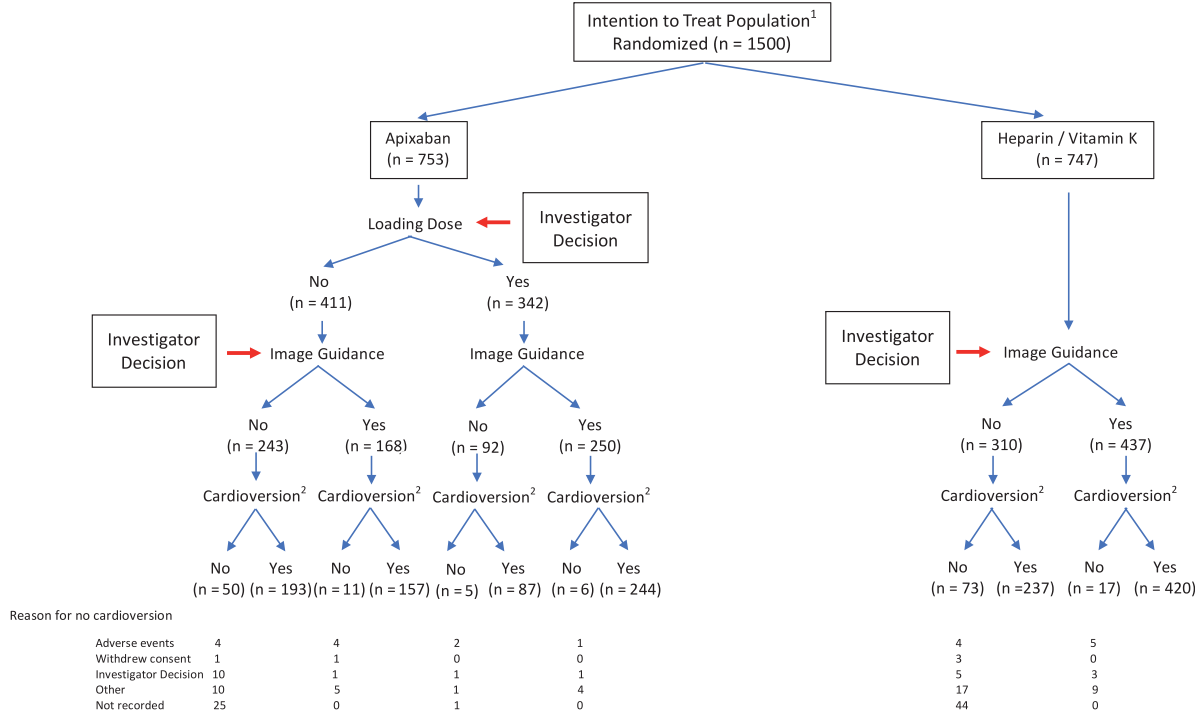 Intention to Treat Population1
Randomized (n = 1500)
Apixaban
(n = 753)
Heparin / Vitamin K
(n = 747)
Loading Dose
Investigator
Decision
No
(n = 411)
Yes
(n = 342)
Investigator
Decision
Image Guidance
Image Guidance
Investigator
Decision
Image Guidance
No
(n = 243)
Yes
(n = 168)
No
(n = 92)
Yes
(n = 250)
No
(n = 310)
Yes
(n = 437)
Cardioversion2 Cardioversion2 Cardioversion2 Cardioversion2 Cardioversion2 Cardioversion2
No Yes No Yes No Yes No Yes No Yes No Yes
(n = 50) (n = 193) (n = 11) (n = 157) (n = 5) (n = 87) (n = 6) (n = 244) (n = 73) (n =237) (n = 17) (n = 420)
Reason for no cardioversion
Adverse events 4 4 2 1 4 5
Withdrew consent 1 1 0 0 3 0
Investigator Decision 10 1 1 1 5 3
Other 10 5 1 4 17 9
Not recorded 25 0 1 0 44 0